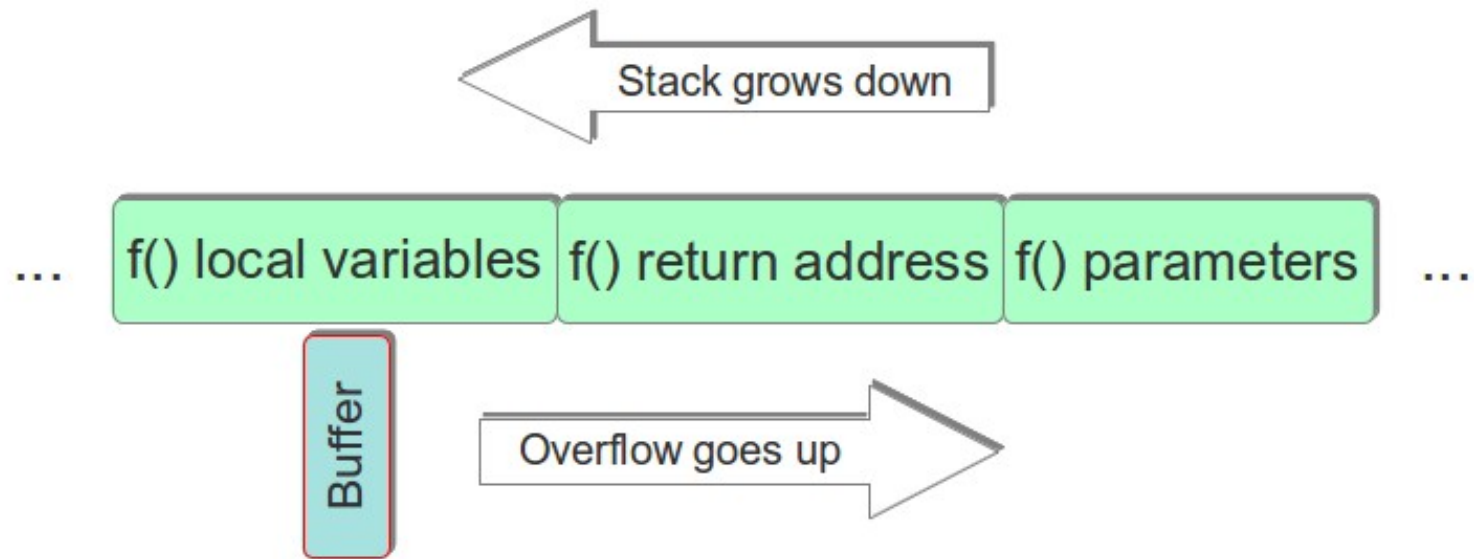 Stack grows down
... f() local variables f() return address f() parameters ...
Buffer
Overflow goes up